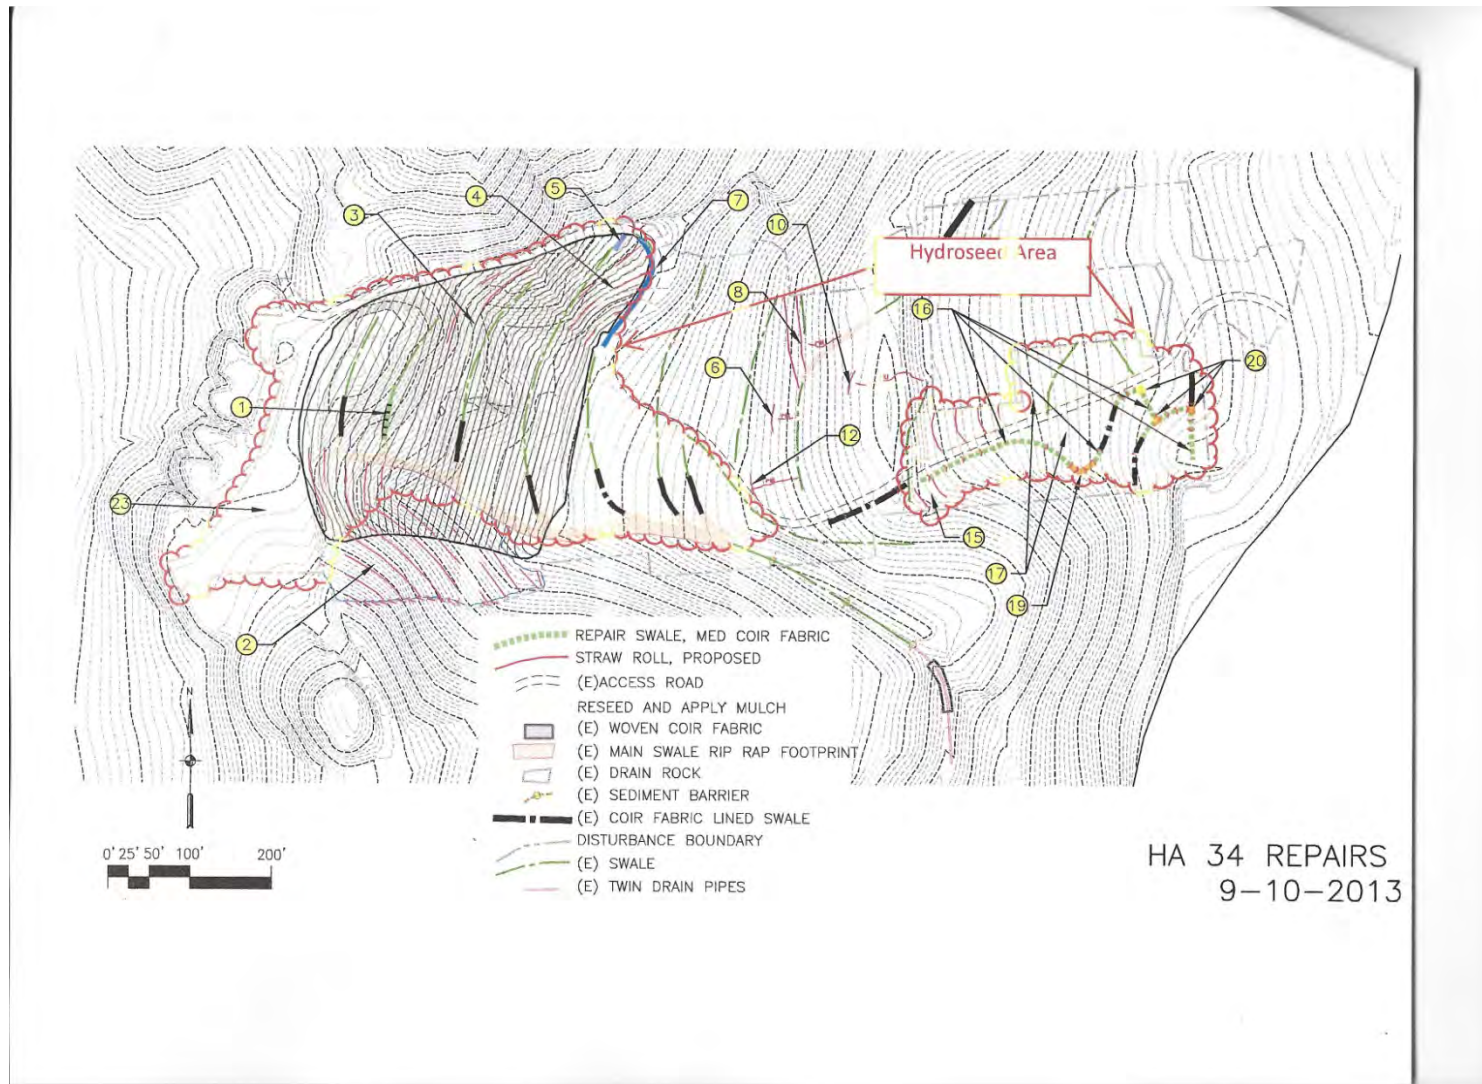 5
4
7
3
10
Hydroseed Area
8
16
20
6
1
12
23
15
17
19
2
REPAIR SWALE, MED COIR FABRIC
STRAW ROLL, PROPOSED
(E)ACCESS ROAD
RESEED AND APPLY MULCH
(E) WOVEN COIR FABRIC
(E) MAIN SWALE RIP RAP FOOTPRINT
(E) DRAIN ROCK
(E) SEDIMENT BARRIER
(E) COIR FABRIC LINED SWALE
DISTURBANCE BOUNDARY
(E) SWALE
(E) TWIN DRAIN PIPES
N
0' 25' 50' 100' 200'
HA 34 REPAIRS
9-10-2013